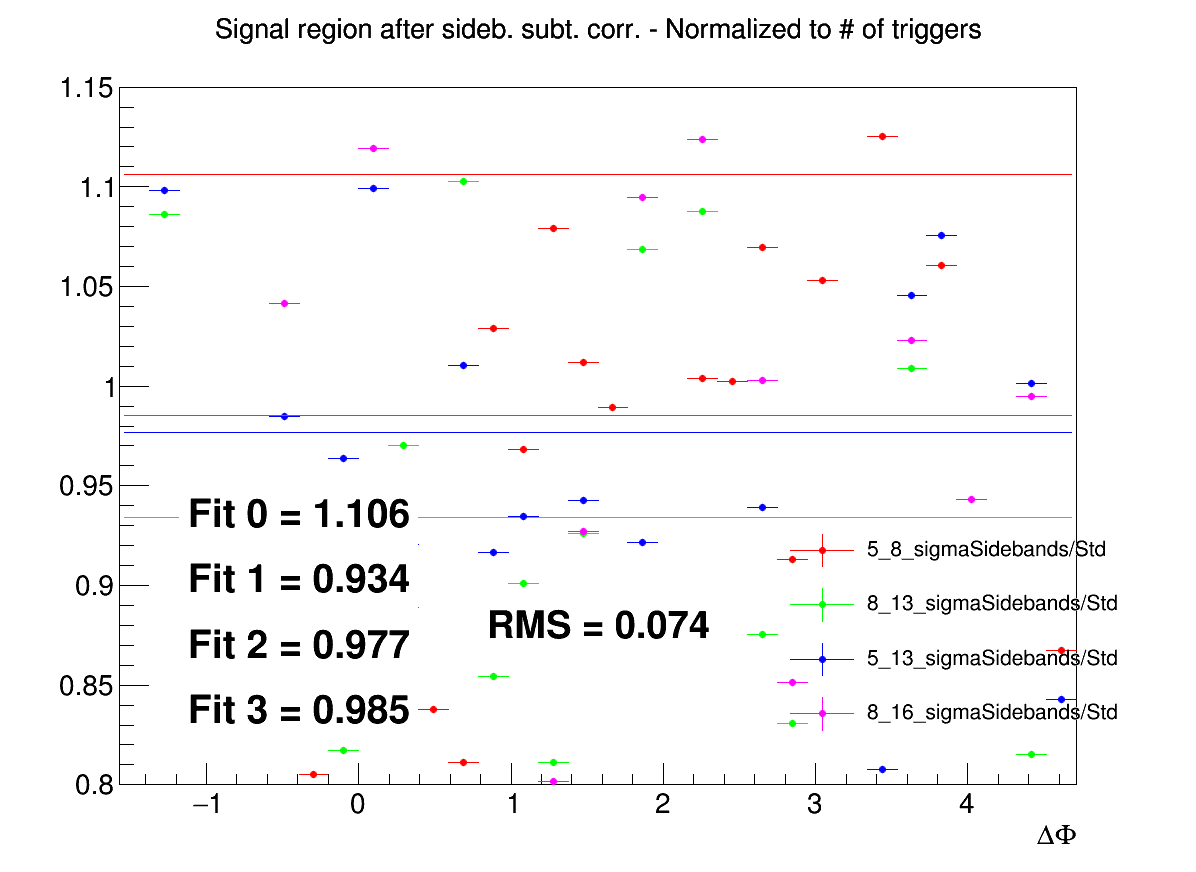 Signal region after sideb. subt. corr. - Normalized to # of triggers
1.15
1.1
1.05
1
0.95
0.9
0.85
0.8
Fit 0 = 1.106
Fit 1 = 0.934
Fit 2 = 0.977
Fit 3 = 0.985
RMS = 0.074
5_8_sigmaSidebands/Std
8_13_sigmaSidebands/Std
5_13_sigmaSidebands/Std
8_16_sigmaSidebands/Std
−1 0 1 2 3 4
ΔΦ